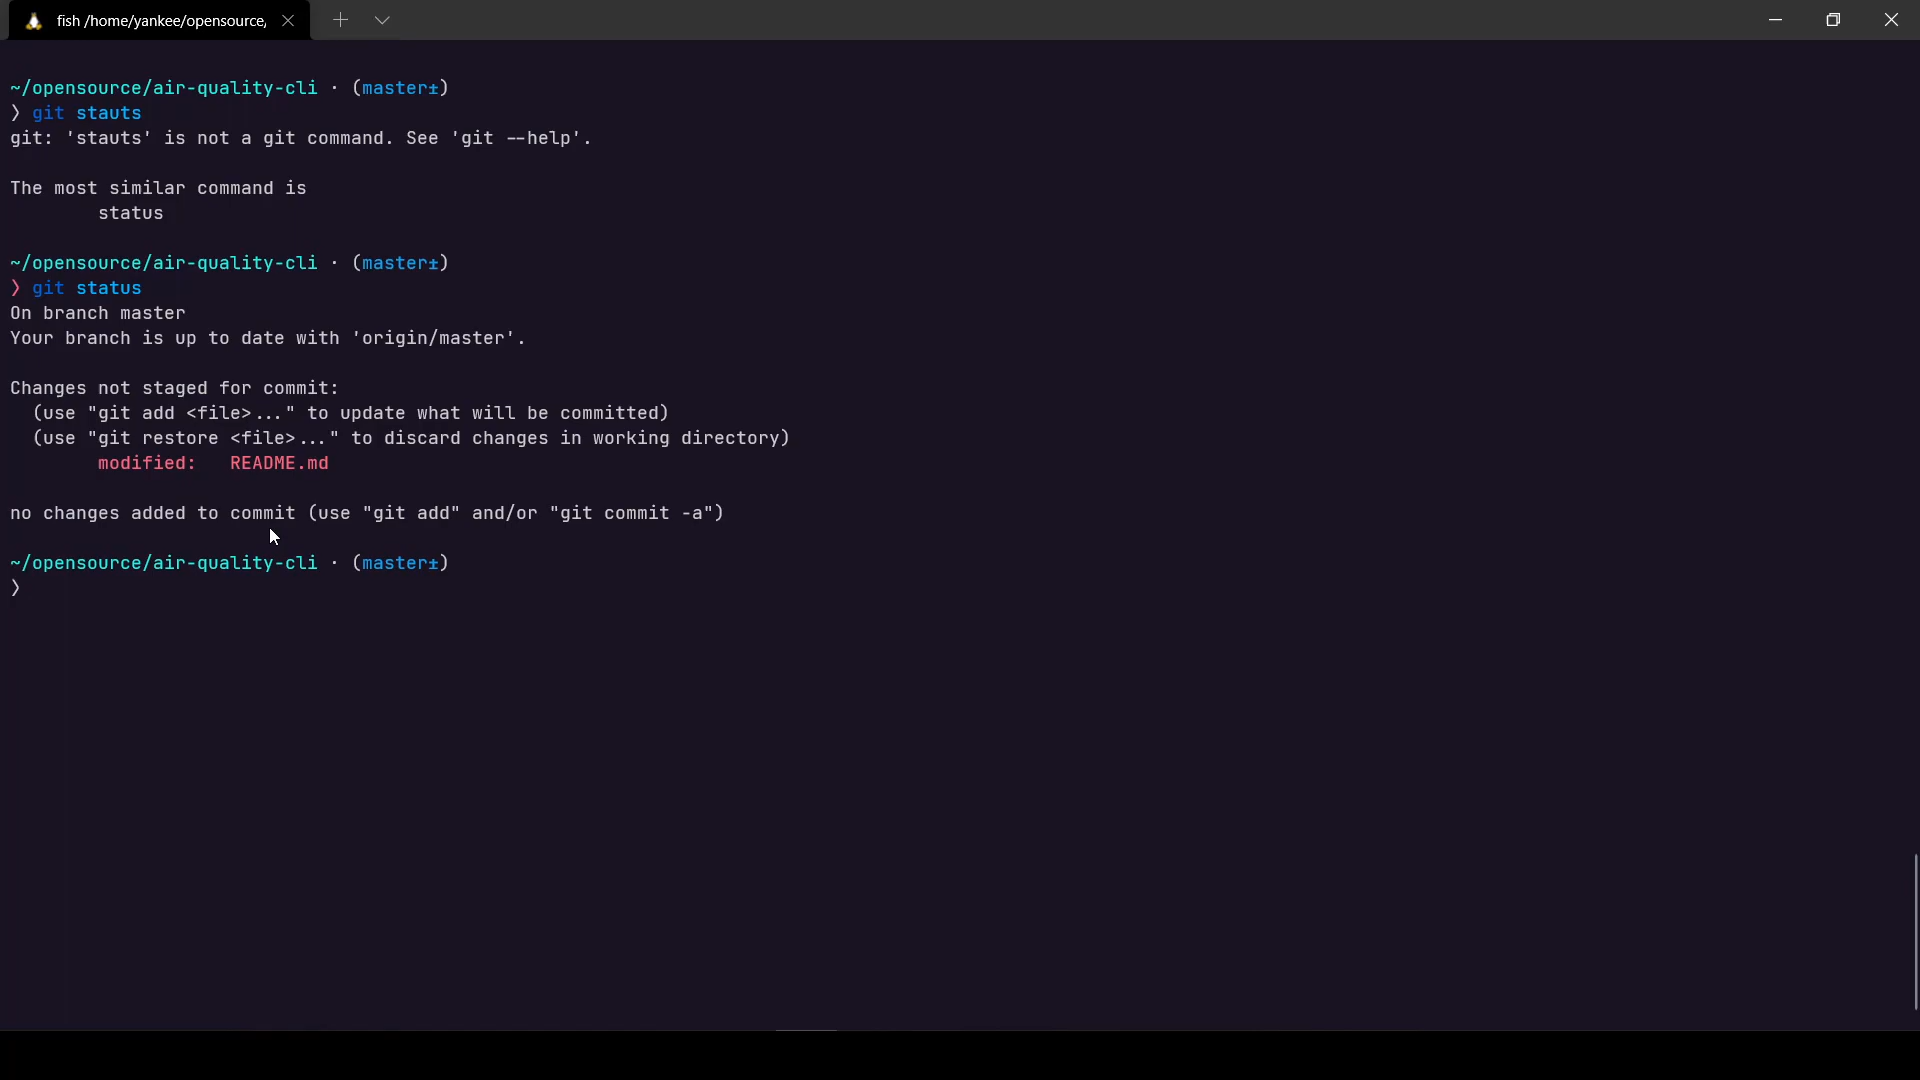 fish /home/yankee/opensource,
~/opensource/air-quality-cli · (master±)
❯ git stauts
git: 'stauts' is not a git command. See 'git --help'.
The most similar command is
status
~/opensource/air-quality-cli · (master±)
❯ git status
On branch master
Your branch is up to date with 'origin/master'.
Changes not staged for commit:
(use "git add <file>..." to update what will be committed)
(use "git restore <file>..." to discard changes in working directory)
modified:   README.md
no changes added to commit (use "git add" and/or "git commit -a")
~/opensource/air-quality-cli · (master±)
❯